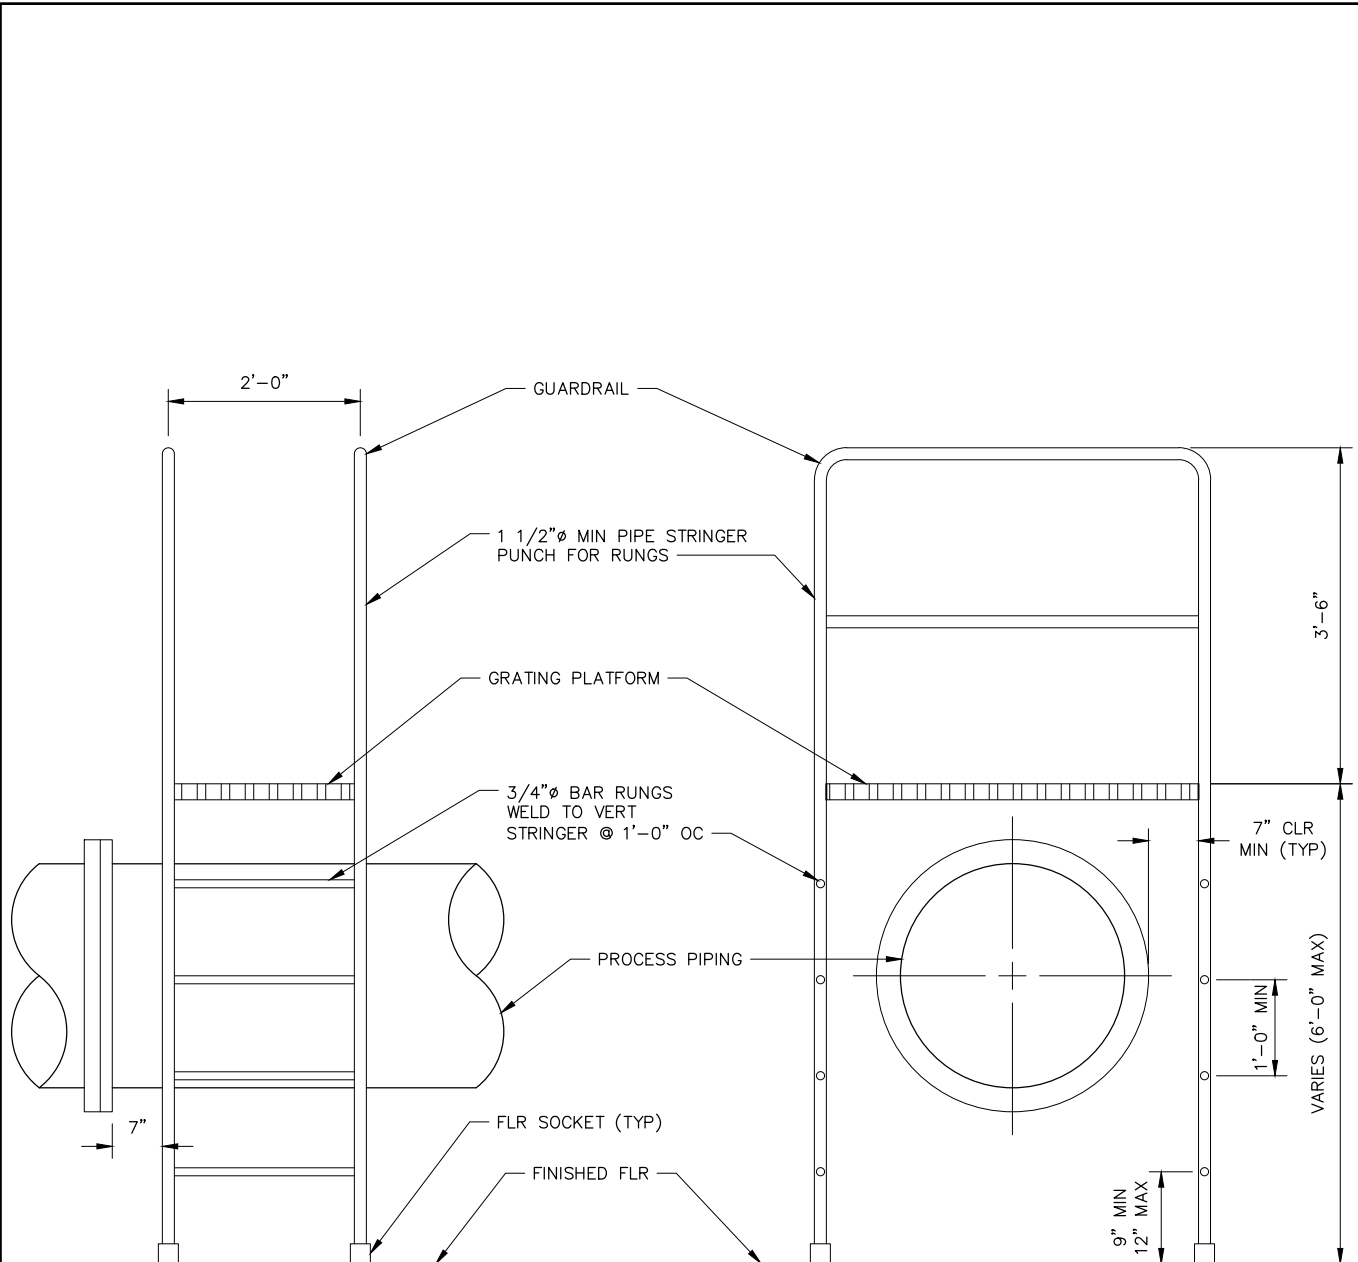 2'-0"
GUARDRAIL
1 1/2"ø MIN PIPE STRINGER
PUNCH FOR RUNGS
3'-6"
GRATING PLATFORM
3/4"ø BAR RUNGS
WELD TO VERT
STRINGER @ 1'-0" OC
7" CLR
MIN (TYP)
PROCESS PIPING
1'-0" MIN
VARIES (6'-0" MAX)
7"
FLR SOCKET (TYP)
FINISHED FLR
9" MIN
12" MAX